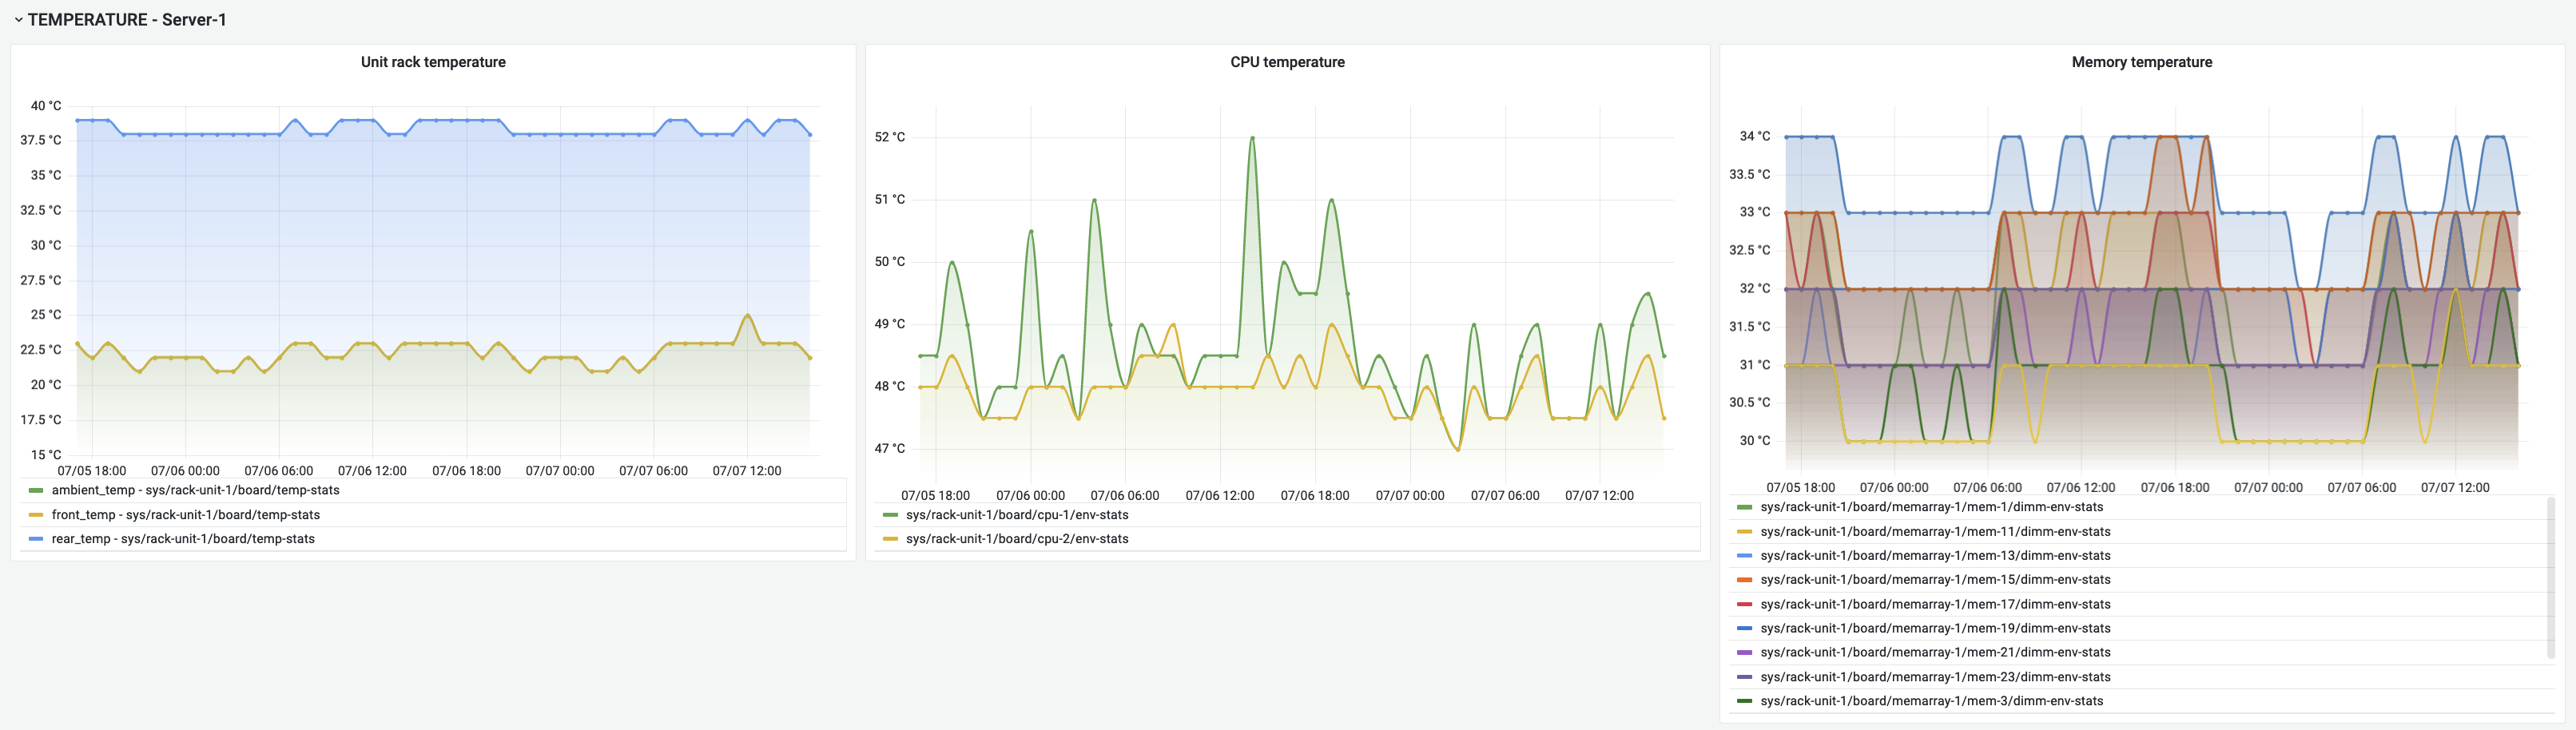 TEMPERATURE - Server-1
Unit rack temperature
40 °C
37.5 °C
35 °C
32.5 °C
30 °C
27.5 °C
25 °C
22.5 °C
20 °C
17.5 °C
15 °C
07/05 18:00 07/06 00:00 07/06 06:00 07/06 12:00 07/06 18:00 07/07 00:00 07/07 06:00 07/07 12:00
ambient_temp - sys/rack-unit-1/board/temp-stats
front_temp - sys/rack-unit-1/board/temp-stats
rear_temp - sys/rack-unit-1/board/temp-stats
CPU temperature
52 °C
51 °C
50 °C
49 °C
48 °C
47 °C
07/05 18:00 07/06 00:00 07/06 06:00 07/06 12:00 07/06 18:00 07/07 00:00 07/07 06:00 07/07 12:00
sys/rack-unit-1/board/cpu-1/env-stats
sys/rack-unit-1/board/cpu-2/env-stats
Memory temperature
34 °C
33.5 °C
33 °C
32.5 °C
32 °C
31.5 °C
31 °C
30.5 °C
30 °C
07/05 18:00 07/06 00:00 07/06 06:00 07/06 12:00 07/06 18:00 07/07 00:00 07/07 06:00 07/07 12:00
sys/rack-unit-1/board/memarray-1/mem-1/dimm-env-stats
sys/rack-unit-1/board/memarray-1/mem-11/dimm-env-stats
sys/rack-unit-1/board/memarray-1/mem-13/dimm-env-stats
sys/rack-unit-1/board/memarray-1/mem-15/dimm-env-stats
sys/rack-unit-1/board/memarray-1/mem-17/dimm-env-stats
sys/rack-unit-1/board/memarray-1/mem-19/dimm-env-stats
sys/rack-unit-1/board/memarray-1/mem-21/dimm-env-stats
sys/rack-unit-1/board/memarray-1/mem-23/dimm-env-stats
sys/rack-unit-1/board/memarray-1/mem-3/dimm-env-stats